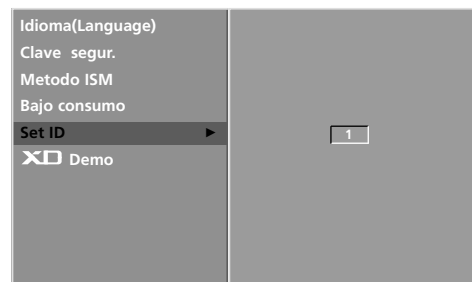 Idioma(Language)
Clave segur.
Metodo ISM
Bajo consumo
Set ID ► 1
XD Demo